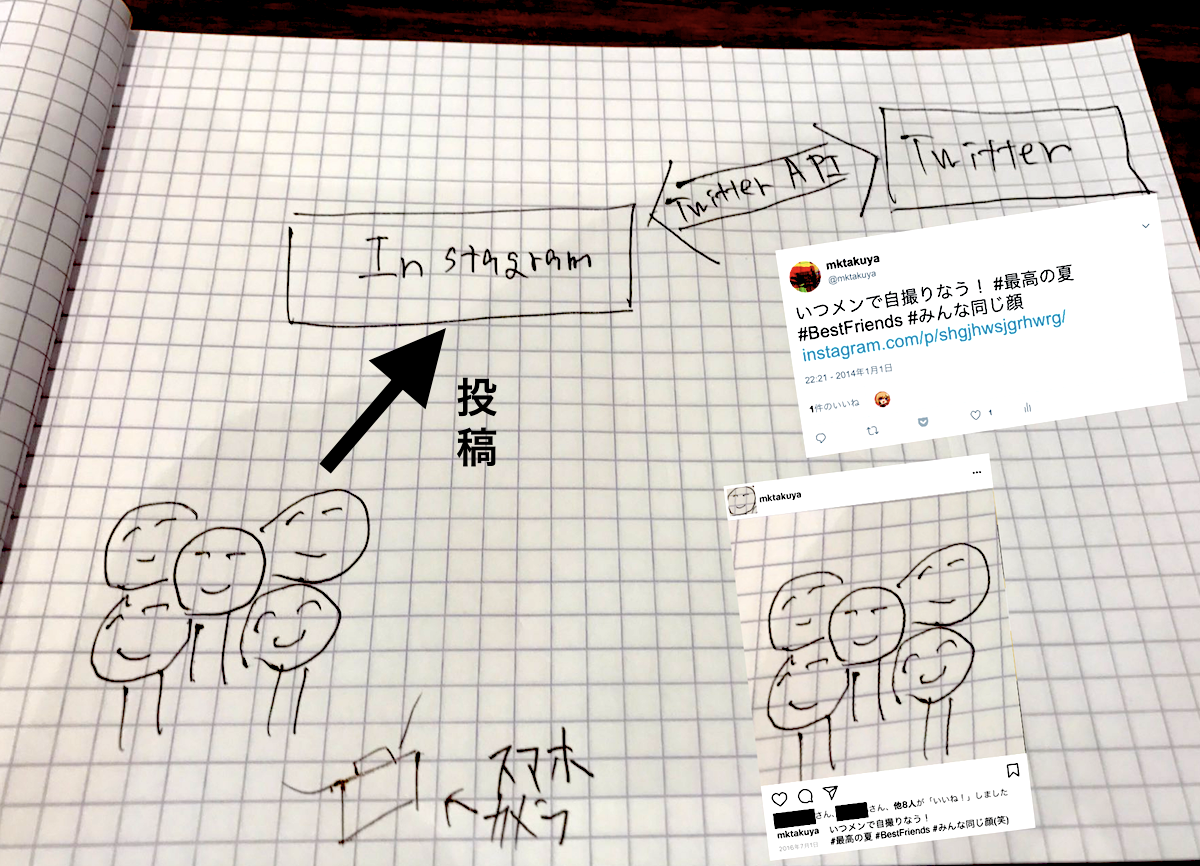 Twitter
Twitter API
Instagram
mktakuya
@mktakuya
いつメンで自撮りなう! #最高の夏
#BestFriends #みんな同じ顔
instagram.com/p/shgjhwsjgrhwrg/
22:21 - 2014年1月1日
1件のいいね
1
投稿
mktakuya
スマホ
カメラ
さん、さん、他8人が「いいね!」しました
mktakuya いつメンで自撮りなう!
#最高の夏 #BestFriends #みんな同じ顔(笑)
2016年7月1日